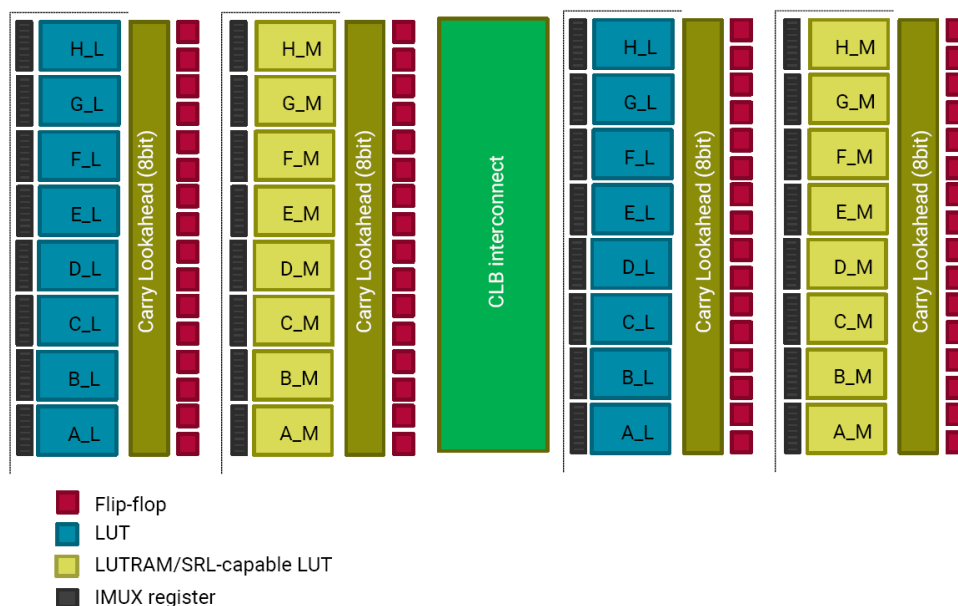 H_L
G_L
F_L
E_L
D_L
C_L
B_L
A_L
Carry Lookahead (8bit)
H_M
G_M
F_M
E_M
D_M
C_M
B_M
A_M
Carry Lookahead (8bit)
CLB interconnect
H_L
G_L
F_L
E_L
D_L
C_L
B_L
A_L
Carry Lookahead (8bit)
H_M
G_M
F_M
E_M
D_M
C_M
B_M
A_M
Carry Lookahead (8bit)
Flip-flop
LUT
LUTRAM/SRL-capable LUT
IMUX register